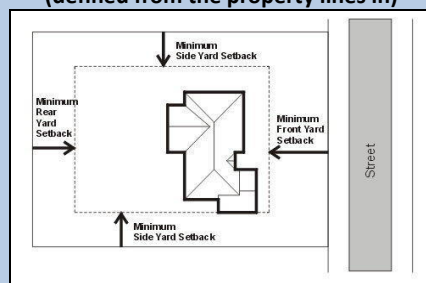 (defined from the property lines in)
Minimum
Side Yard Setback
Minimum
Rear
Yard
Setback
Minimum
Front Yard
Setback
Street
Minimum
Side Yard Setback